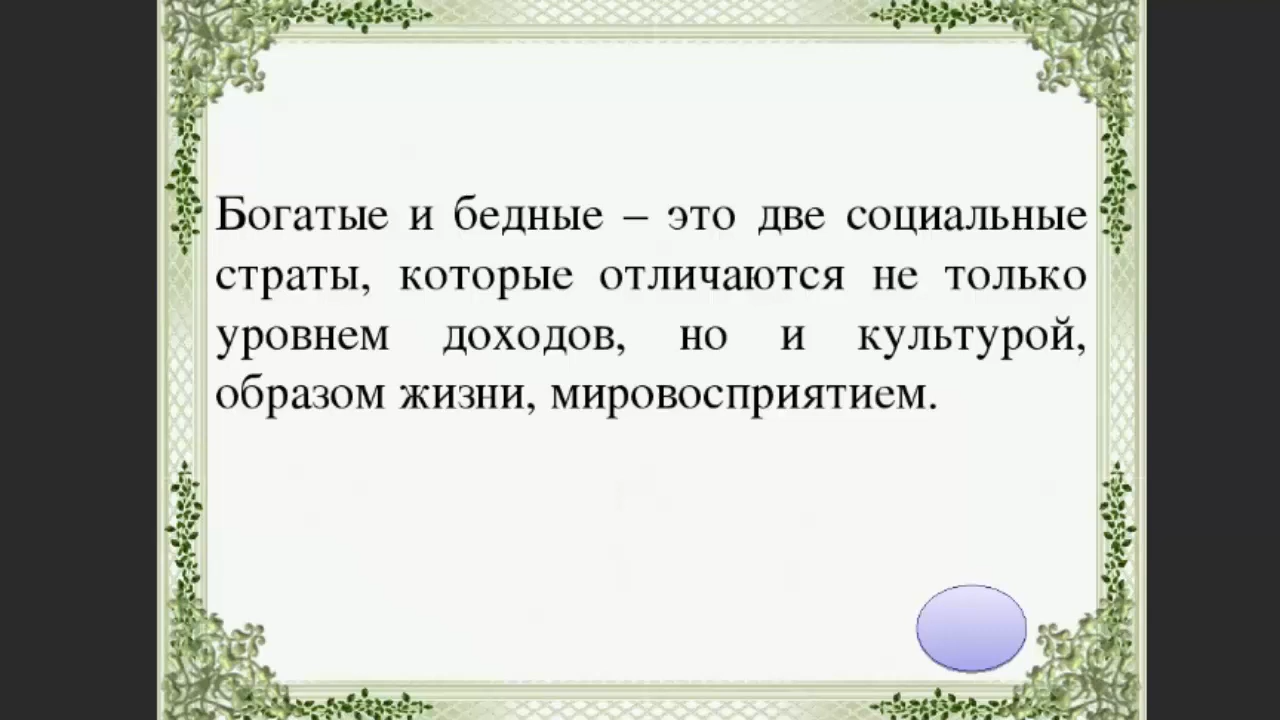 Богатые и бедные – это две социальные
страты, которые отличаются не только
уровнем доходов, но и культурой,
образом жизни, мировосприятием.